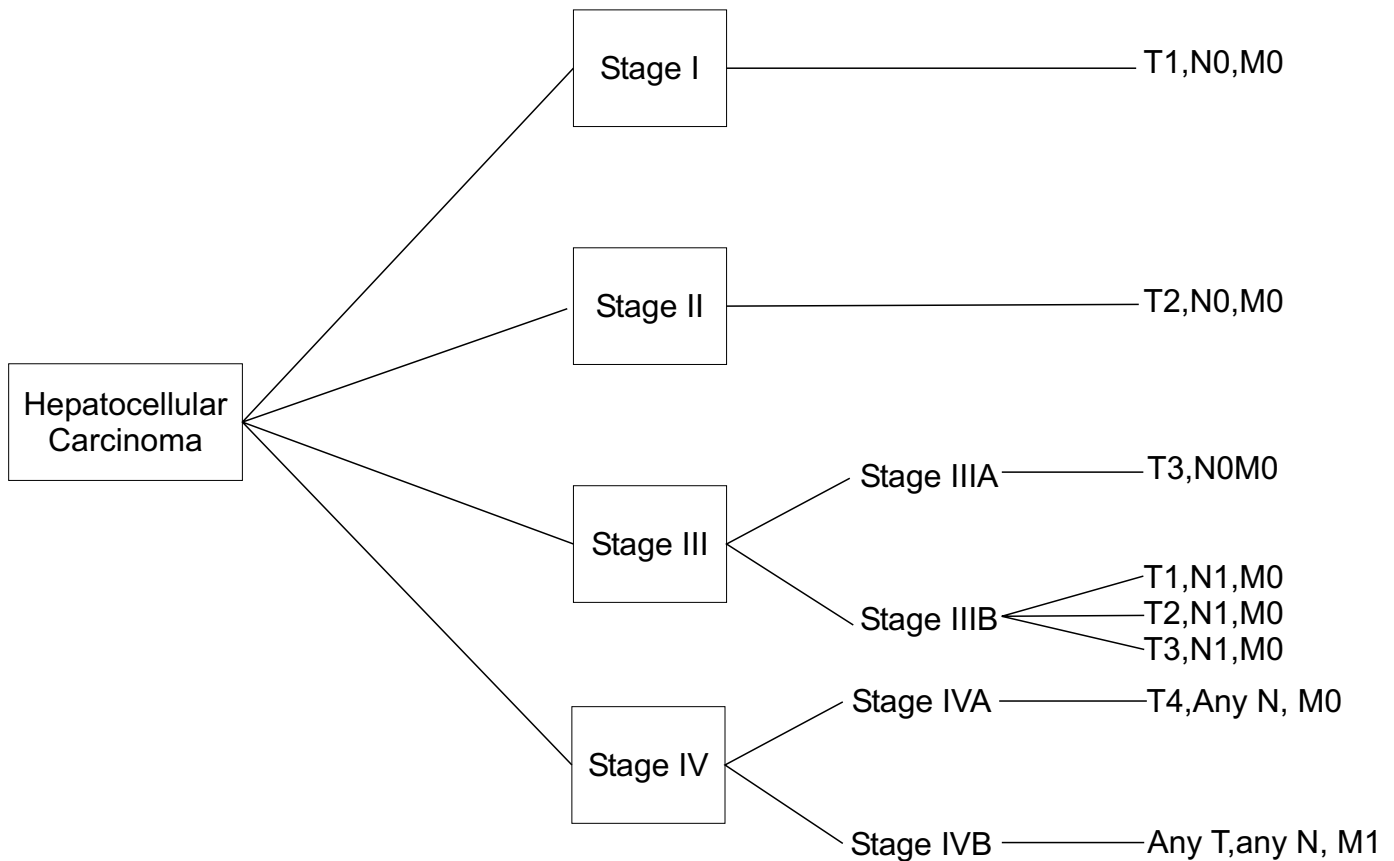 Stage I
T1,N0,M0
Stage II
T2,N0,M0
Hepatocellular
Carcinoma
Stage III
Stage IIIA
T3,N0M0
Stage IIIB
T1,N1,M0
T2,N1,M0
T3,N1,M0
Stage IV
Stage IVA
T4,Any N, M0
Stage IVB
Any T,any N, M1